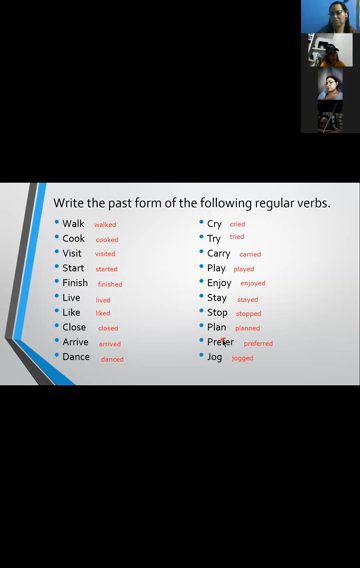 Write the past form of the following regular verbs.
• Walk walked
• Cook cooked
• Visit visited
• Start started
• Finish finished
• Live lived
• Like liked
• Close closed
• Arrive arrived
• Dance danced
• Cry cried
• Try tried
• Carry carried
• Play played
• Enjoy enjoyed
• Stay stayed
• Stop stopped
• Plan planned
• Prefer preferred
• Jog jogged